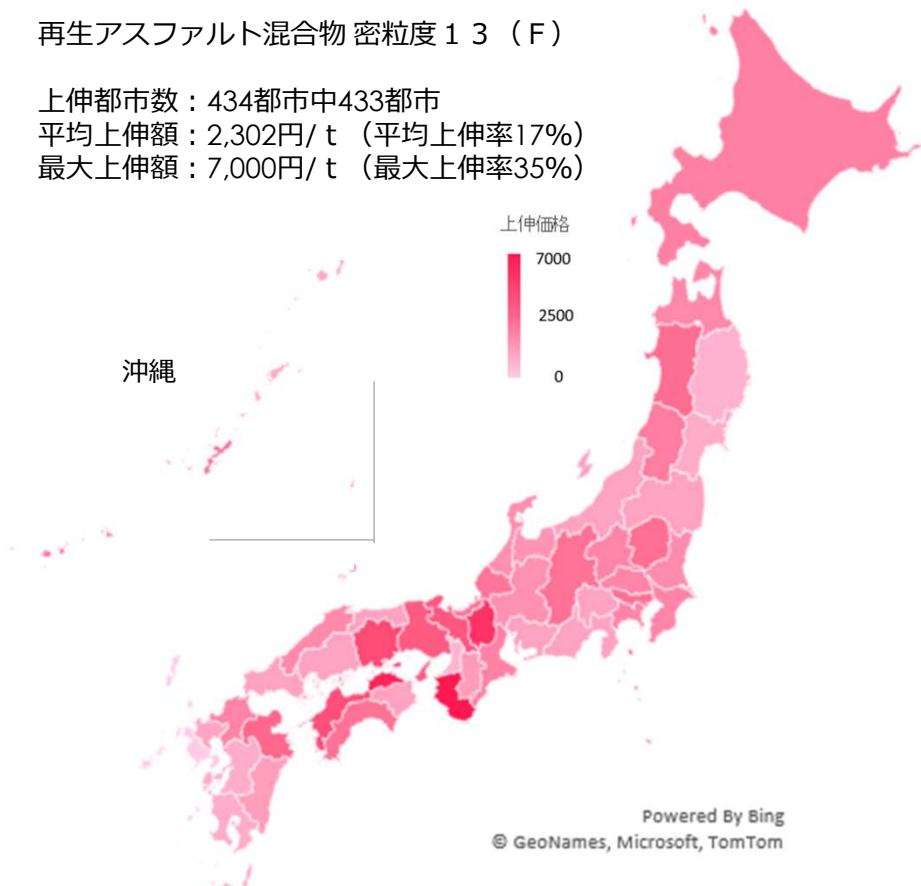 再生アスファルト混合物 密粒度１３（Ｆ）
上伸都市数：434都市中433都市
平均上伸額：2,302円/ｔ（平均上伸率17%）
最大上伸額：7,000円/ｔ（最大上伸率35%）
上伸価格
7000
2500
0
沖縄
Powered By Bing
© GeoNames, Microsoft, TomTom